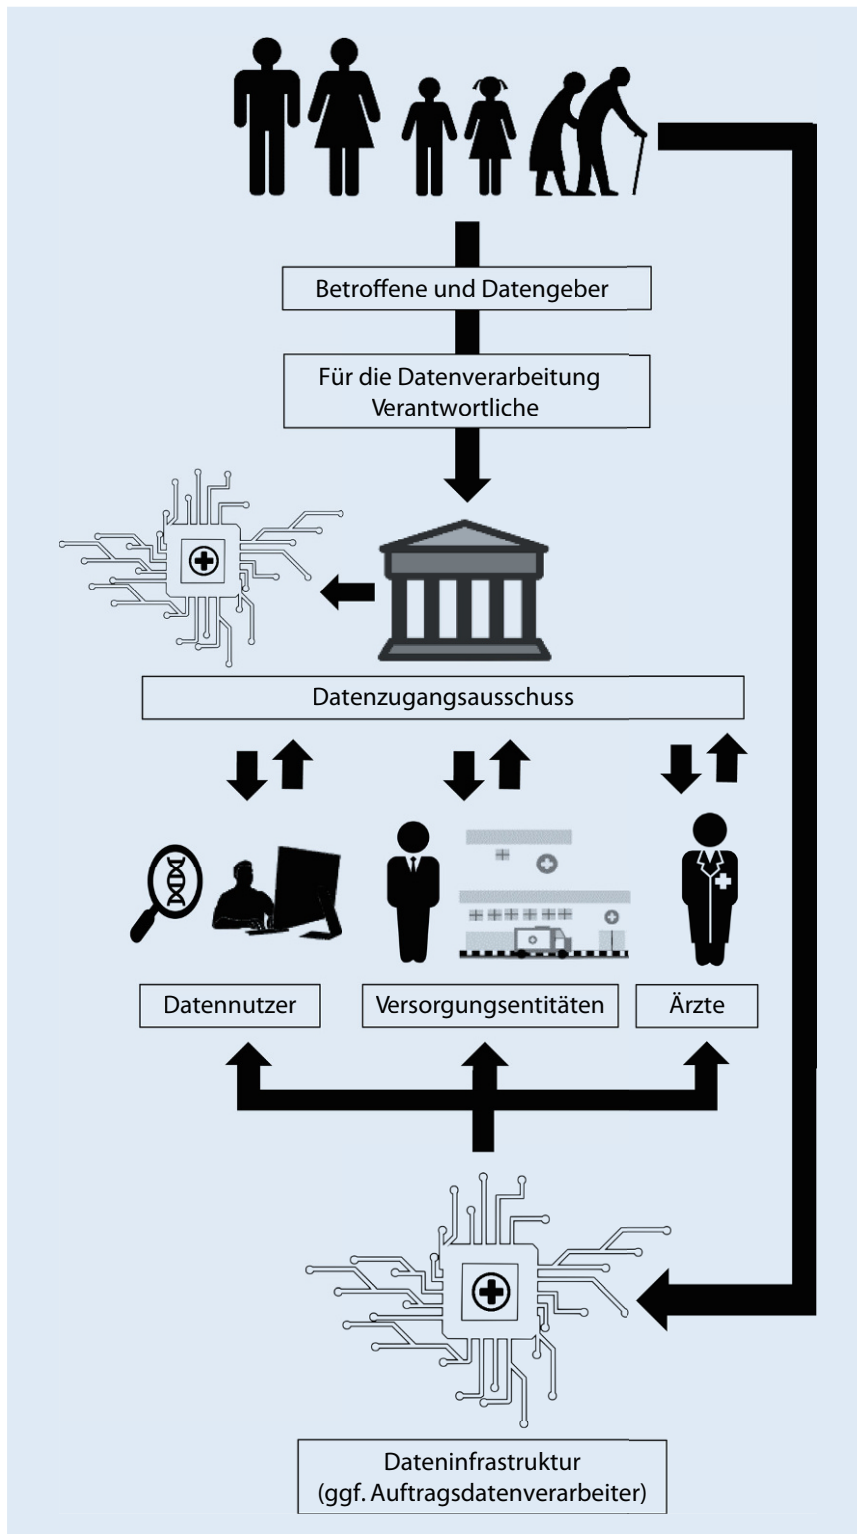 Betroffene und Datengeber
Für die Datenverarbeitung
Verantwortliche
Datenzugangsausschuss
Datennutzer
Versorgungsentitäten
Ärzte
Dateninfrastruktur
(ggf. Auftragsdatenverarbeiter)